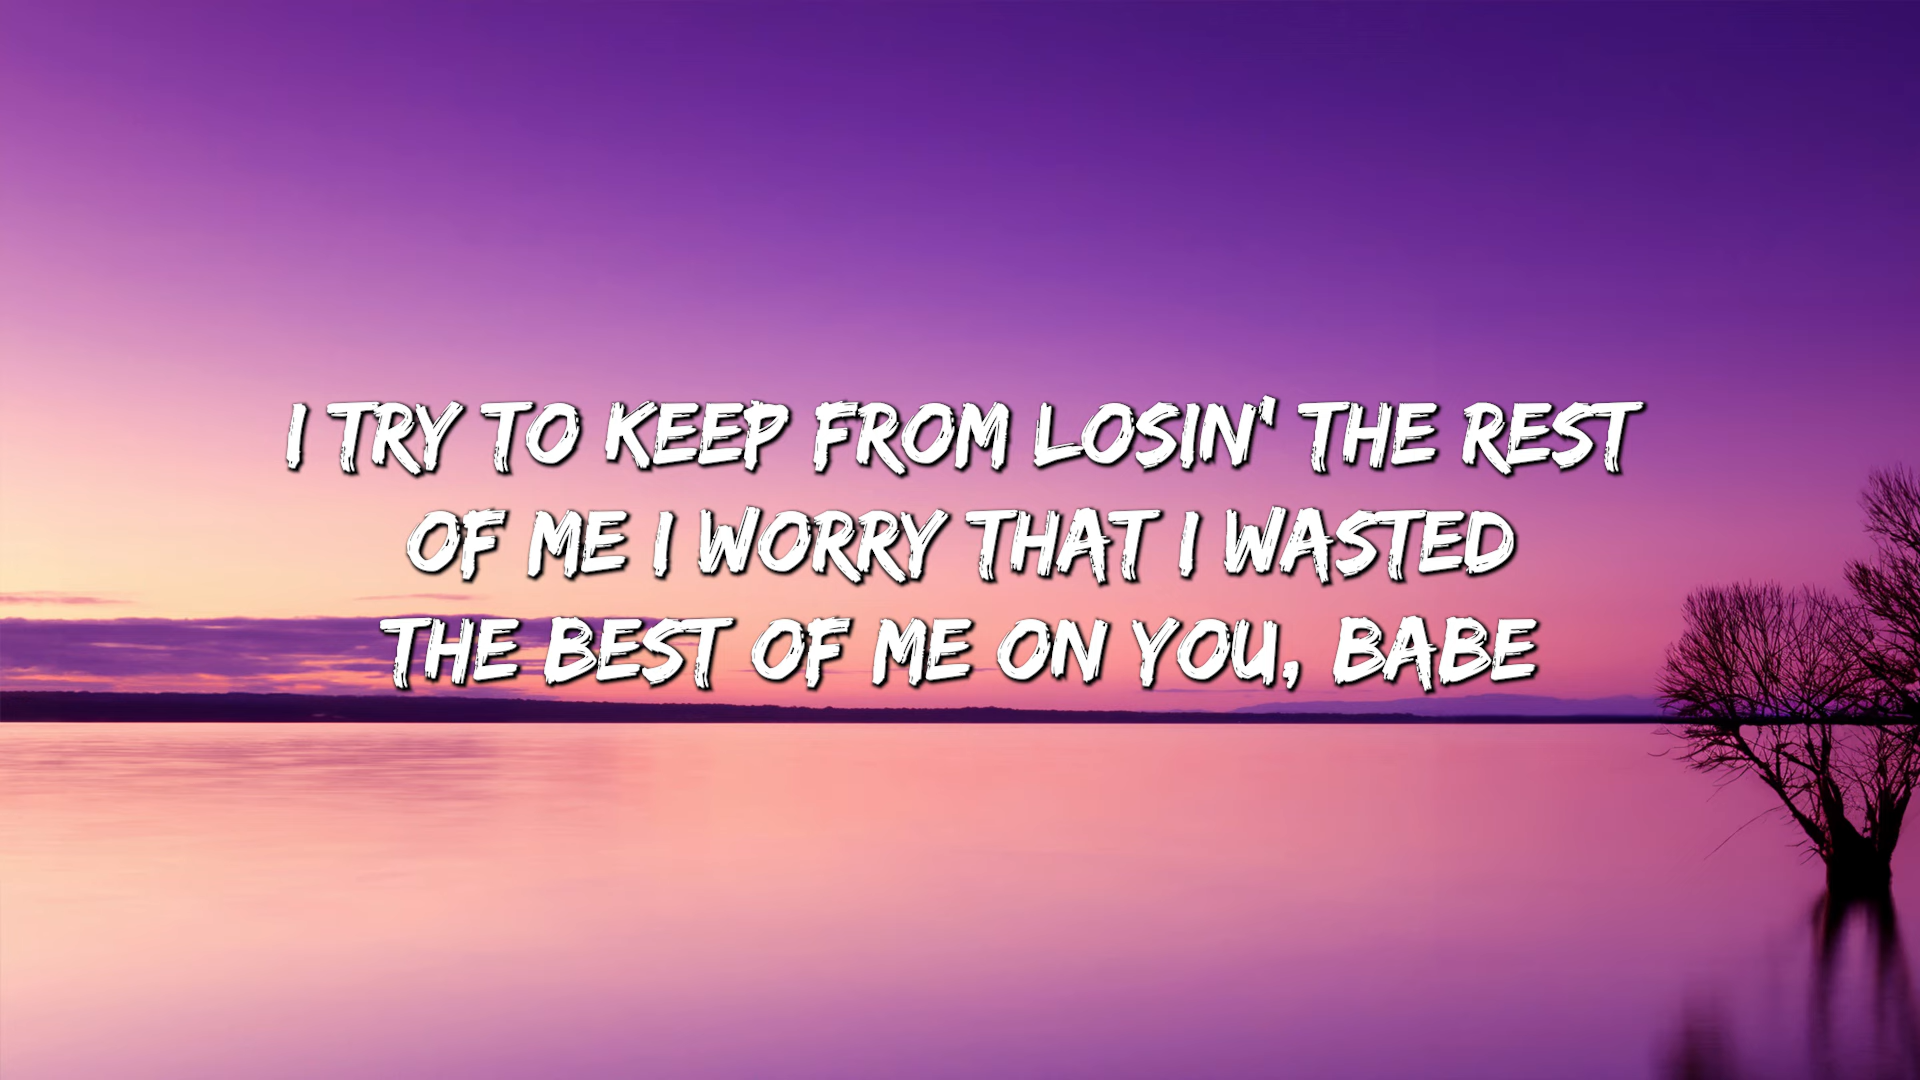 I TRY TO KEEP FROM LOSIN' THE REST
OF ME I WORRY THAT I WASTED
THE BEST OF ME ON YOU, BABE